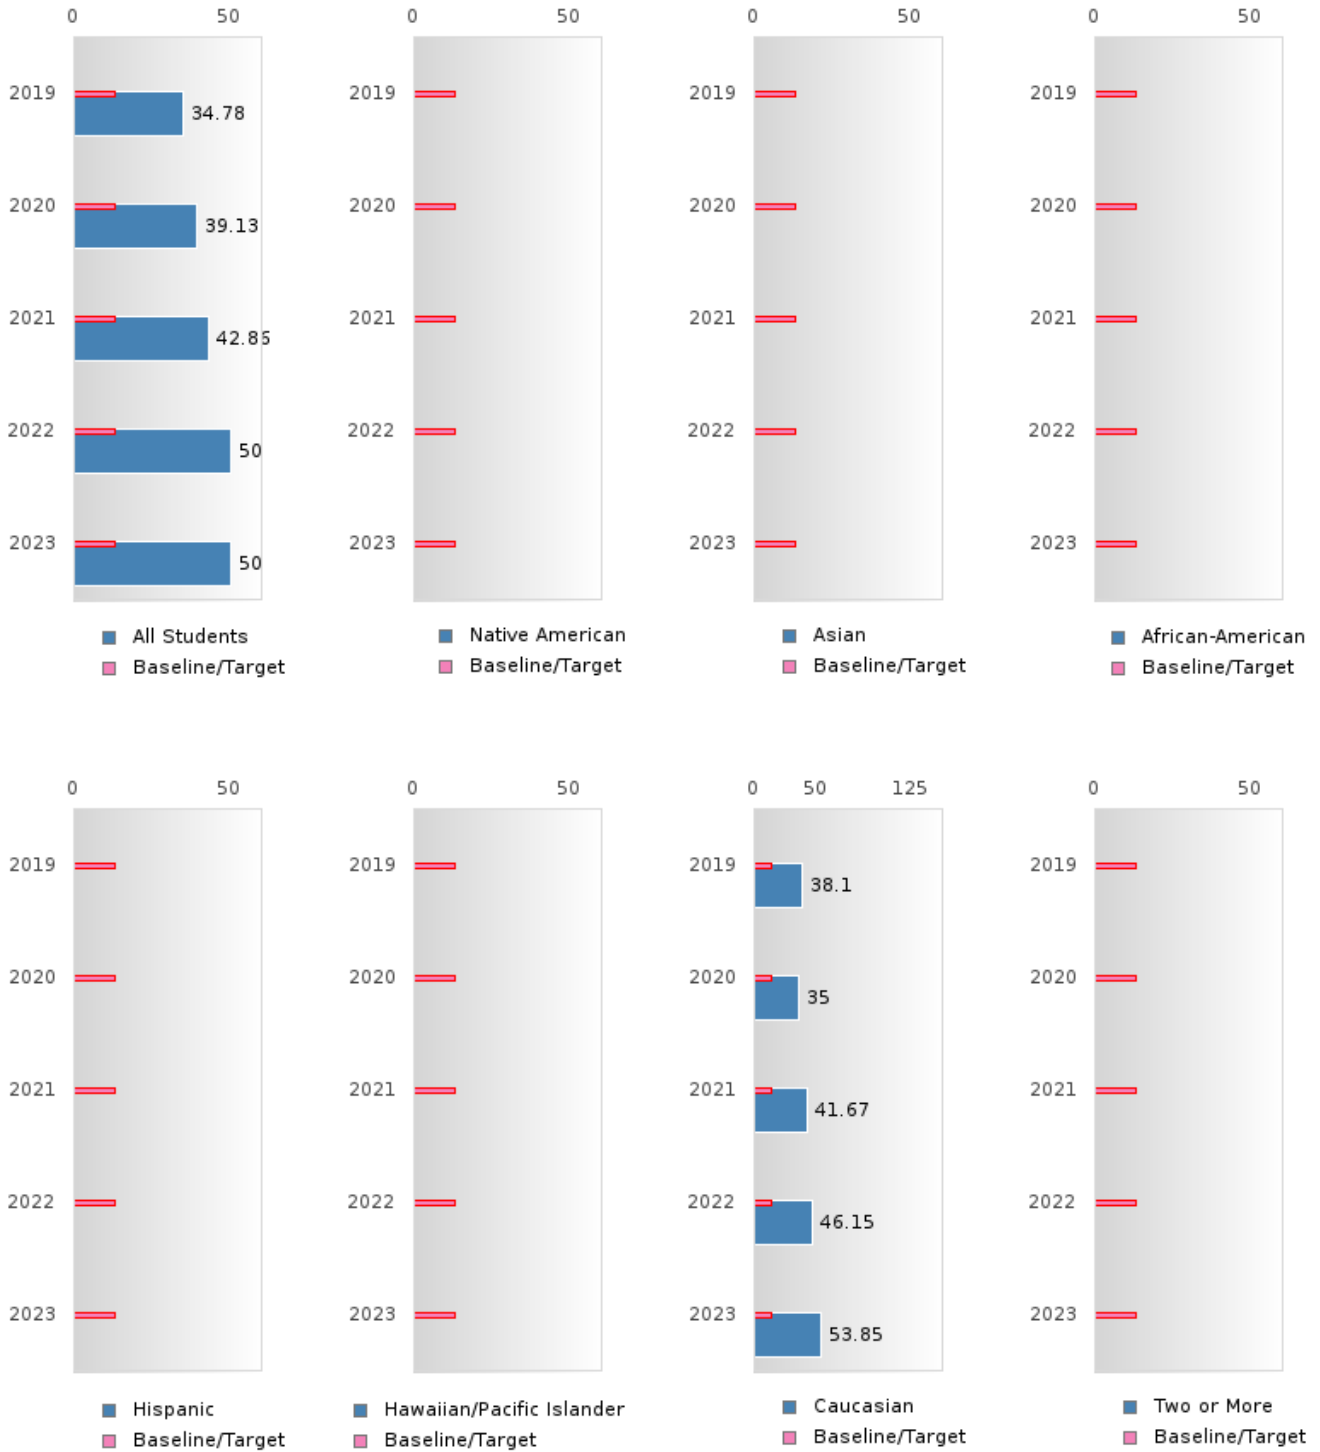 0 50 0 50 0 50 0 50
2019 34.78 2019 2019 2019
2020 39.13 2020 2020 2020
2021 42.86 2021 2021 2021
2022 50 2022 2022 2022
2023 50 2023 2023 2023
All Students Native American Asian African-American
Baseline/Target Baseline/Target Baseline/Target Baseline/Target
0 50 0 50 0 50 125 0 50
2019 2019 2019 38.1 2019
2020 2020 2020 35 2020
2021 2021 2021 41.67 2021
2022 2022 2022 46.15 2022
2023 2023 2023 53.85 2023
Hispanic Hawaiian/Pacific Islander Caucasian Two or More
Baseline/Target Baseline/Target Baseline/Target Baseline/Target